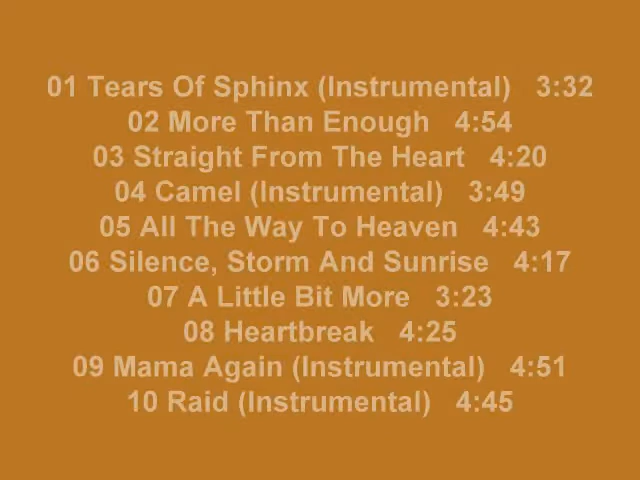 01 Tears Of Sphinx (Instrumental) 3:32
02 More Than Enough 4:54
03 Straight From The Heart 4:20
04 Camel (Instrumental) 3:49
05 All The Way To Heaven 4:43
06 Silence, Storm And Sunrise 4:17
07 A Little Bit More 3:23
08 Heartbreak 4:25
09 Mama Again (Instrumental) 4:51
10 Raid (Instrumental) 4:45